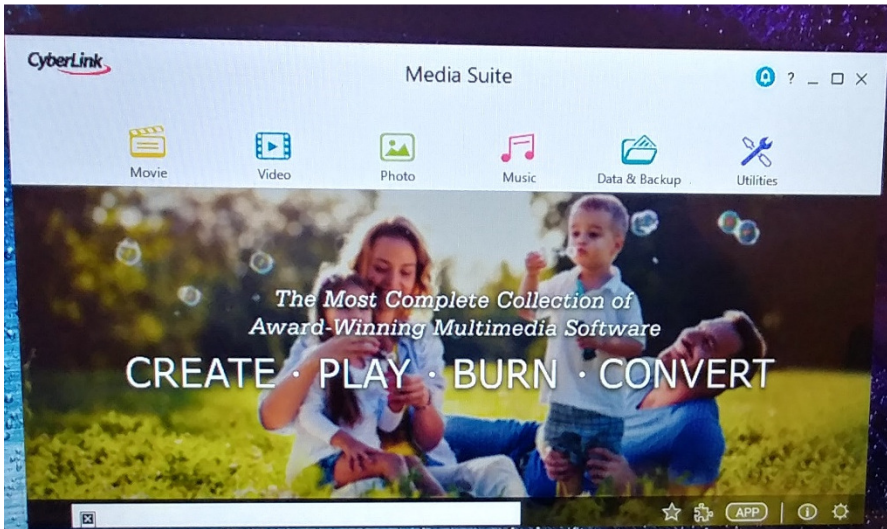 CyberLink
Media Suite
?
Movie
Video
Photo
Music
Data & Backup
Utilities
The Most Complete Collection of
Award-Winning Multimedia Software
CREATE · PLAY · BURN · CONVERT
APP